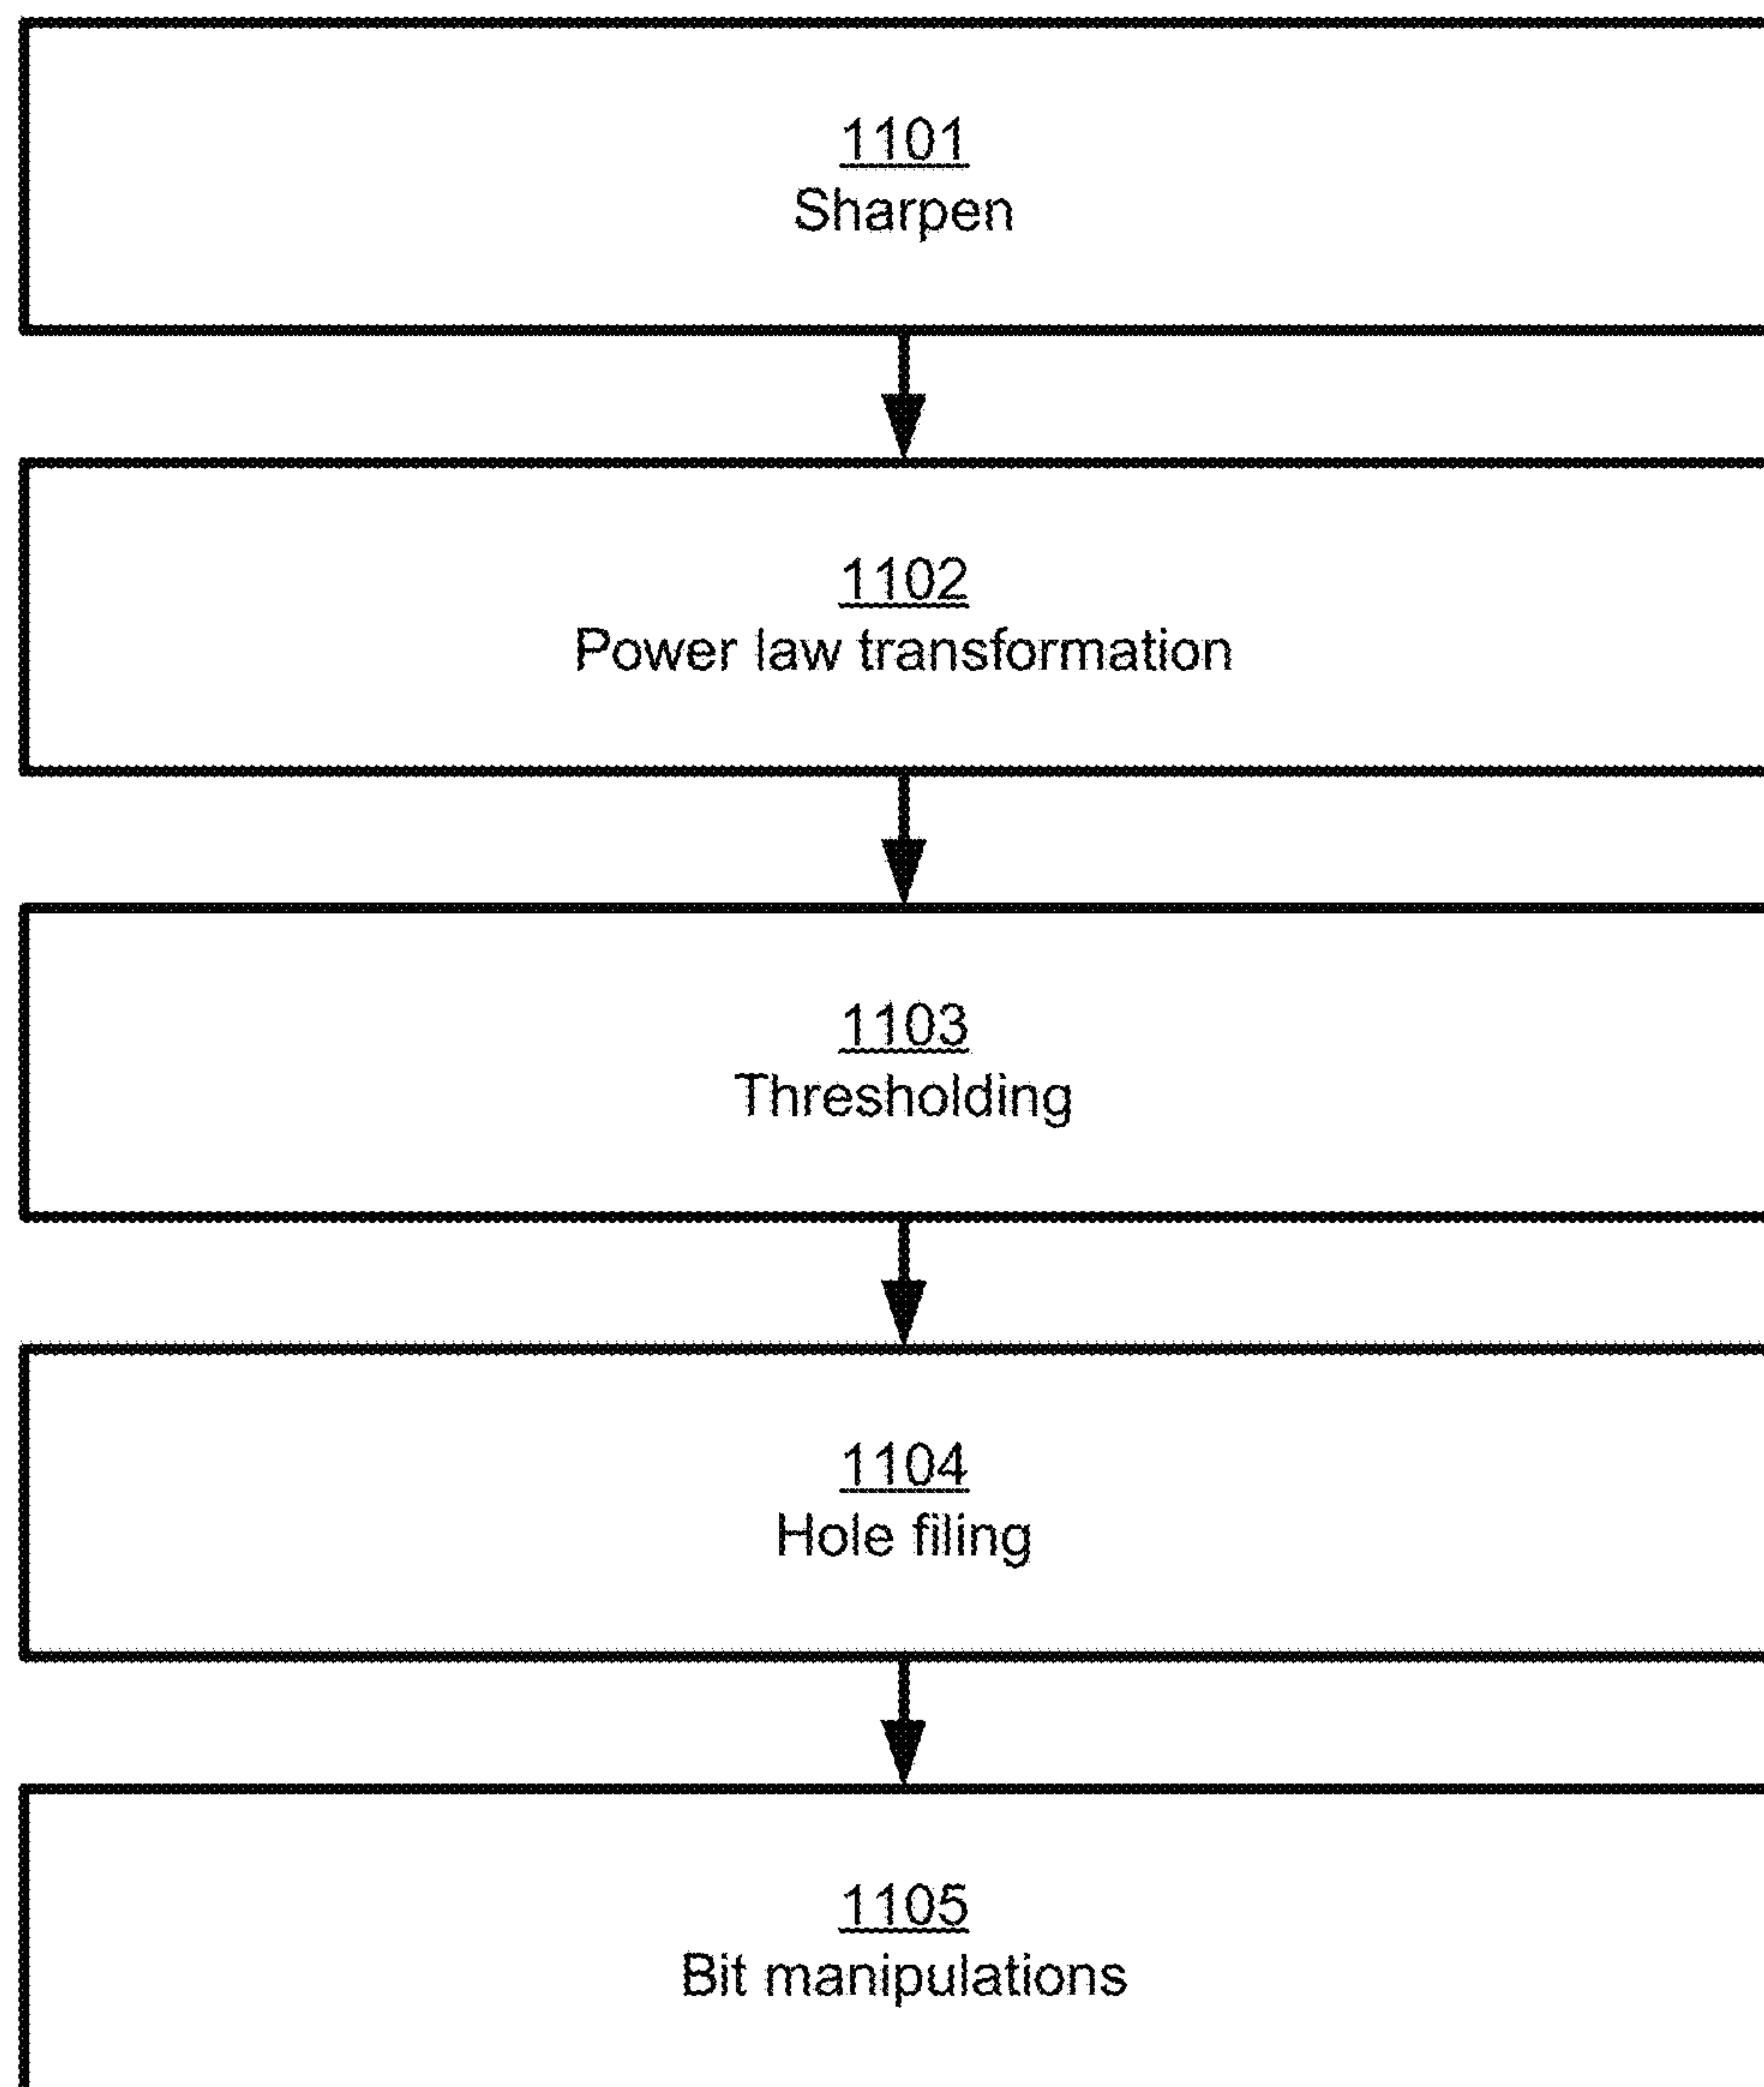 1101
Sharpen
1102
Power law transformation
1103
Thresholding
1104
Hole filing
1105
Bit manipulations